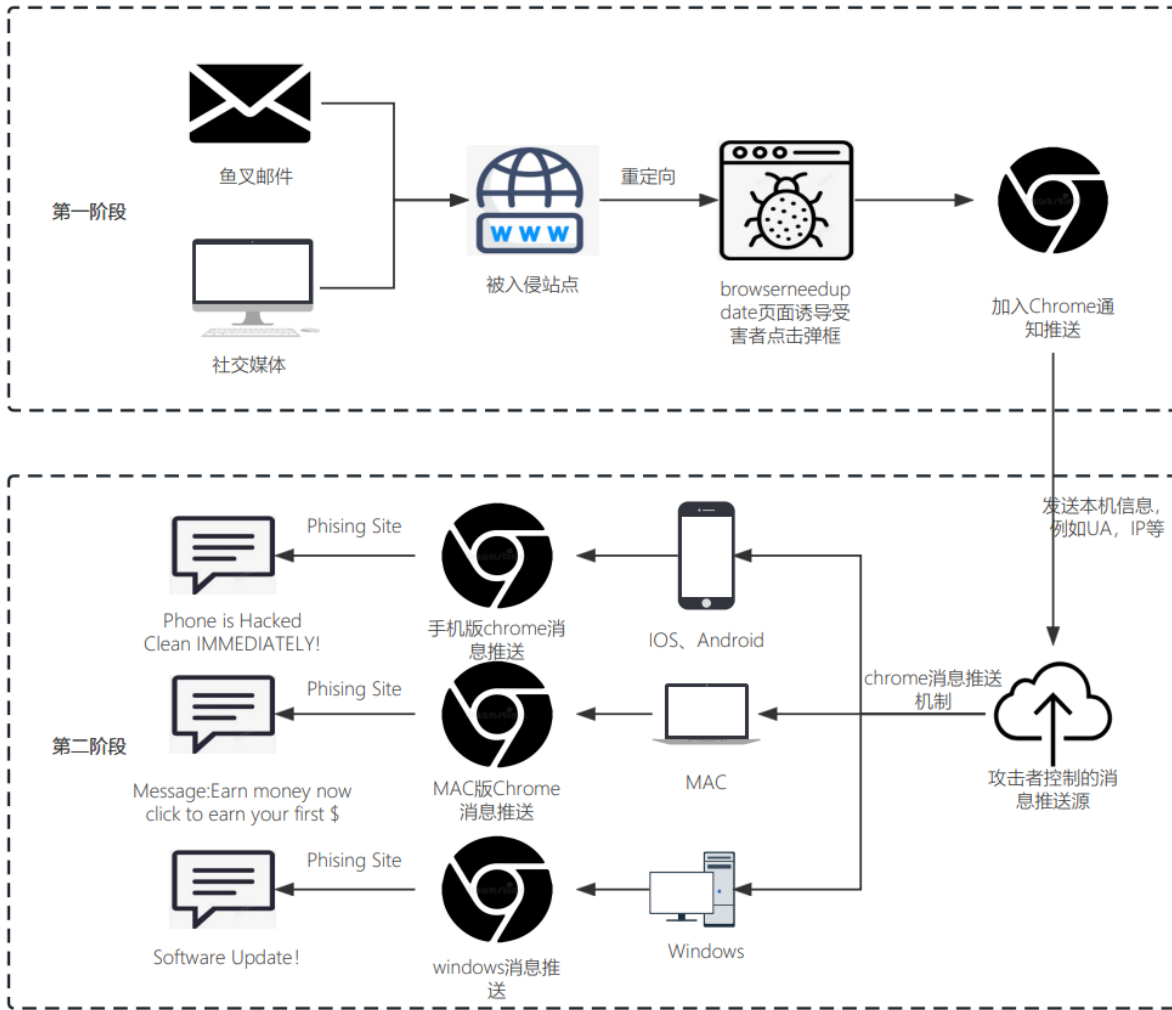 鱼叉邮件
第一阶段
社交媒体
WWW
被入侵站点
重定向
browserneedup
date页面诱导受
害者点击弹框
加入Chrome通
知推送
发送本机信息，
例如UA，IP等
Phising Site
Phone is Hacked
Clean IMMEDIATELY!
手机版chrome消
息推送
IOS、Android
chrome消息推送
机制
第二阶段
Phising Site
Message:Earn money now
click to earn your first $
MAC版Chrome
消息推送
MAC
攻击者控制的消
息推送源
Phising Site
Software Update!
windows消息推
送
Windows